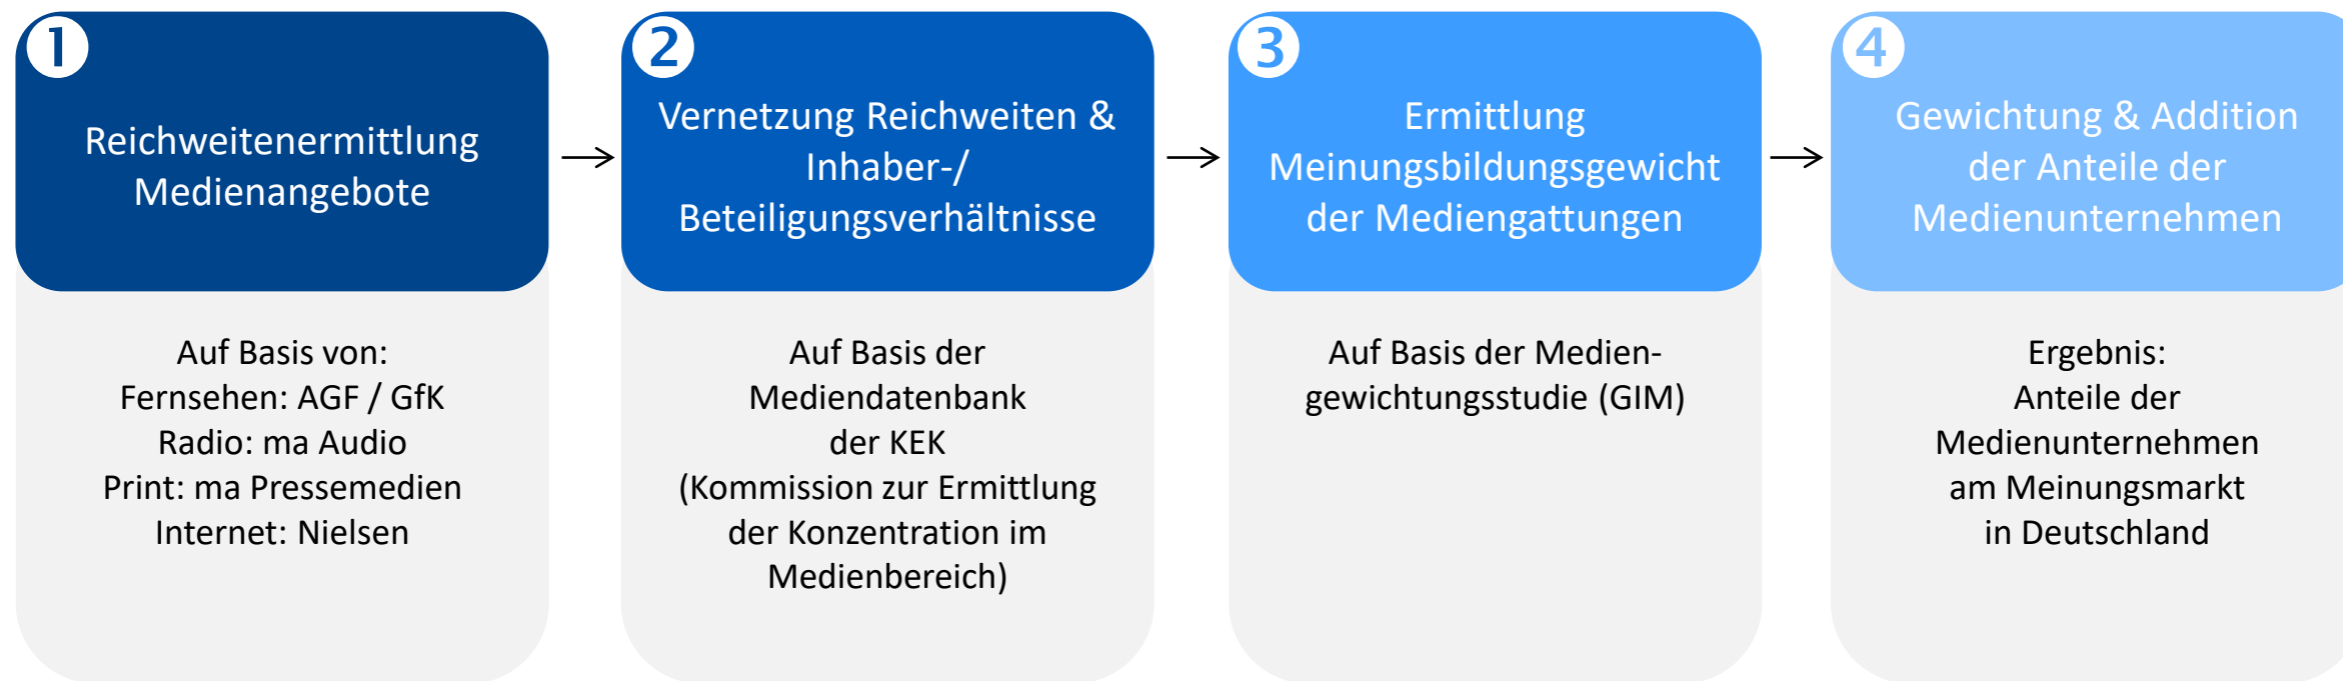 1
Reichweitenermittlung
Medienangebote
Auf Basis von:
Fernsehen: AGF / GfK
Radio: ma Audio
Print: ma Pressemedien
Internet: Nielsen
2
Vernetzung Reichweiten &
Inhaber-/
Beteiligungsverhältnisse
Auf Basis der
Mediendatenbank
der KEK
(Kommission zur Ermittlung
der Konzentration im
Medienbereich)
3
Ermittlung
Meinungsbildungsgewicht
der Mediengattungen
Auf Basis der Medien-
gewichtungsstudie (GIM)
4
Gewichtung & Addition
der Anteile der
Medienunternehmen
Ergebnis:
Anteile der
Medienunternehmen
am Meinungsmarkt
in Deutschland